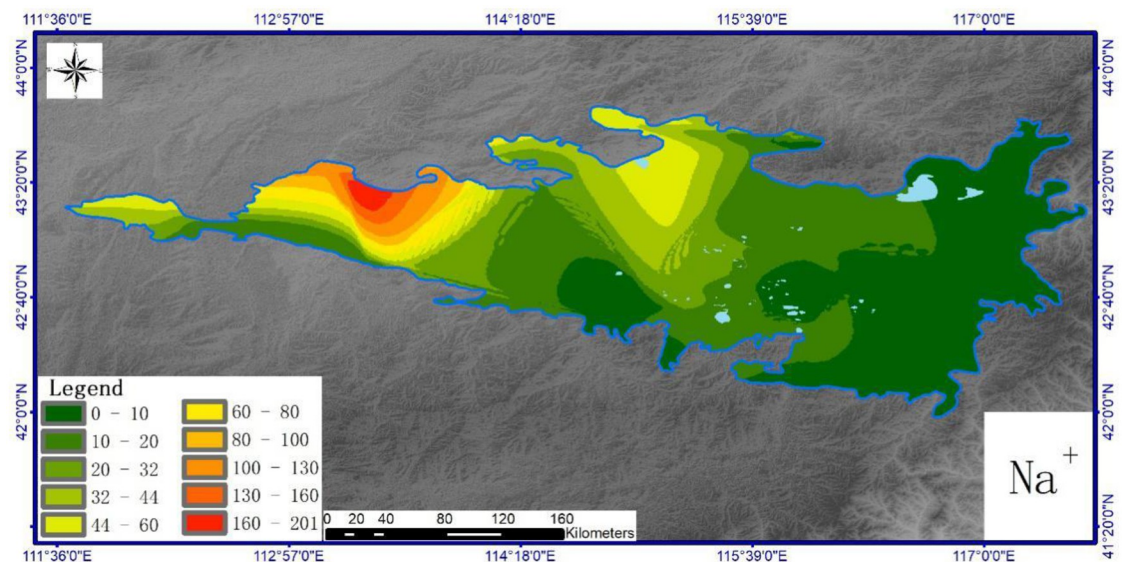 111°36'0"E 112°57'0"E 114°18'0"E 115°39'0"E 117°0'0"E
44°0'0"N
43°20'0"N
42°40'0"N
42°0'0"N
44°0'0"N
43°20'0"N
42°40'0"N
42°0'0"N
41°20'0"N
Legend
0 - 10
10 - 20
20 - 32
32 - 44
44 - 60
60 - 80
80 - 100
100 - 130
130 - 160
160 - 201
0 20 40 80 120 160
Kilometers
Na+
111°36'0"E 112°57'0"E 114°18'0"E 115°39'0"E 117°0'0"E